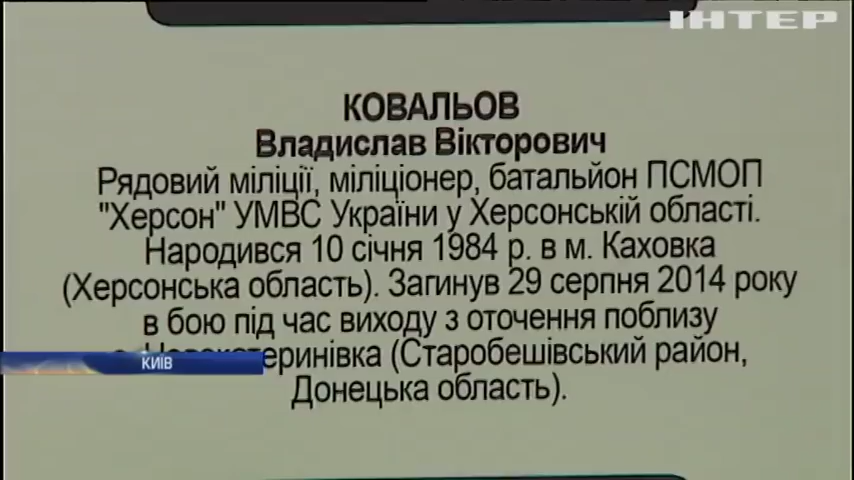 ІНТЕР
КОВАЛЬОВ
Владислав Вікторович
Рядовий міліції, міліціонер, батальйон ПСМОП
"Херсон" УМВС України у Херсонській області.
Народився 10 січня 1984 р. в м. Каховка
(Херсонська область). Загинув 29 серпня 2014 року
в бою під час виходу з оточення поблизу
(Старобешівський район,
КИЇВ
Донецька область).